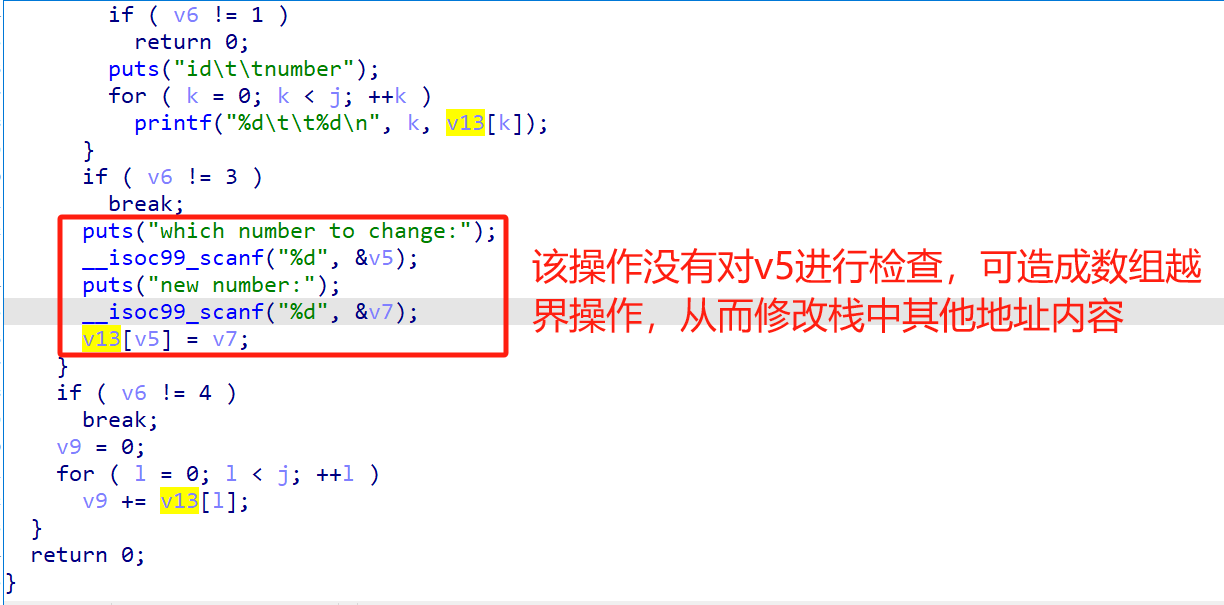 if ( v6 != 1 )
return 0;
puts("id\t\tnumber");
for ( k = 0; k < j; ++k )
printf("%d\t\t%d\n", k, v13[k]);
}
if ( v6 != 3 )
break;
puts("which number to change:");
__isoc99_scanf("%d", &v5);
puts("new number:");
__isoc99_scanf("%d", &v7);
v13[v5] = v7;
}
if ( v6 != 4 )
break;
v9 = 0;
for ( l = 0; l < j; ++l )
v9 += v13[l];
}
return 0;
}
该操作没有对v5进行检查，可造成数组越
界操作，从而修改栈中其他地址内容